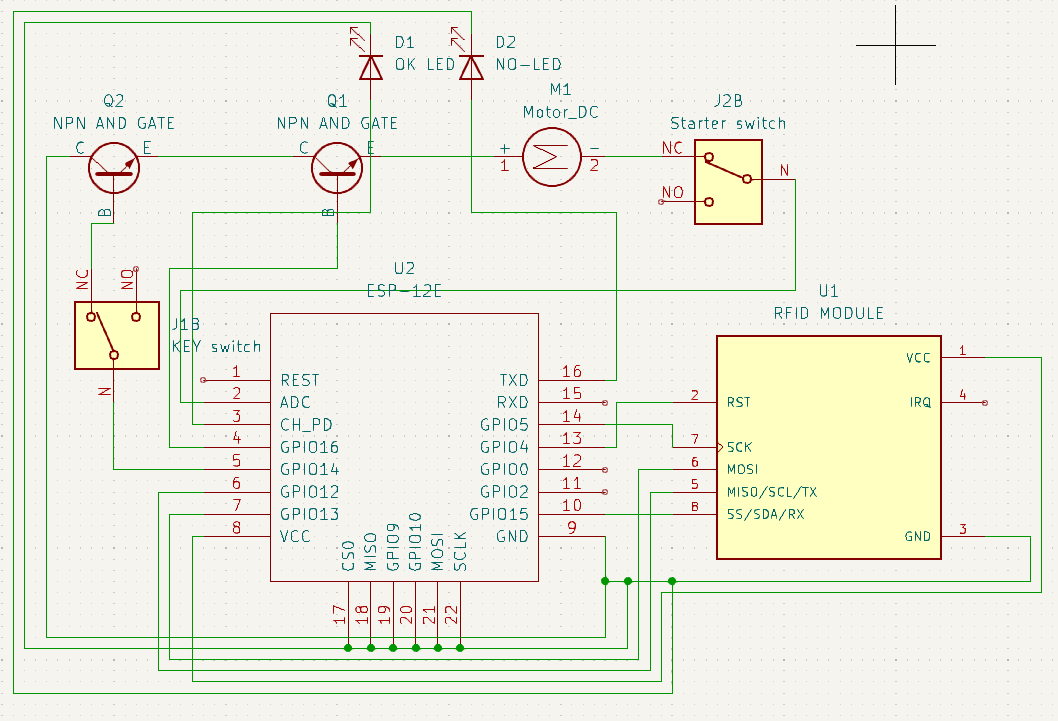 D1
OK LED
D2
NO-LED
Q2
NPN AND GATE
Q1
NPN AND GATE
M1
Motor_DC
J2B
Starter switch
C
E
B
C
E
B
+
1
-
2
NC
NO
N
NC
NO
N
J1B
KEY switch
U2
ESP-12E
1
REST
2
ADC
3
CH_PD
4
GPIO16
5
GPIO14
6
GPIO12
7
GPIO13
8
VCC
16
TXD
15
RXD
14
GPIO5
13
GPIO4
12
GPIO0
11
GPIO2
10
GPIO15
9
GND
CS0
MISO
GPIO9
GPIO10
MOSI
SCLK
17
18
19
20
21
22
U1
RFID MODULE
2
RST
7
SCK
6
MOSI
5
MISO/SCL/TX
8
SS/SDA/RX
VCC
1
IRQ
4
GND
3